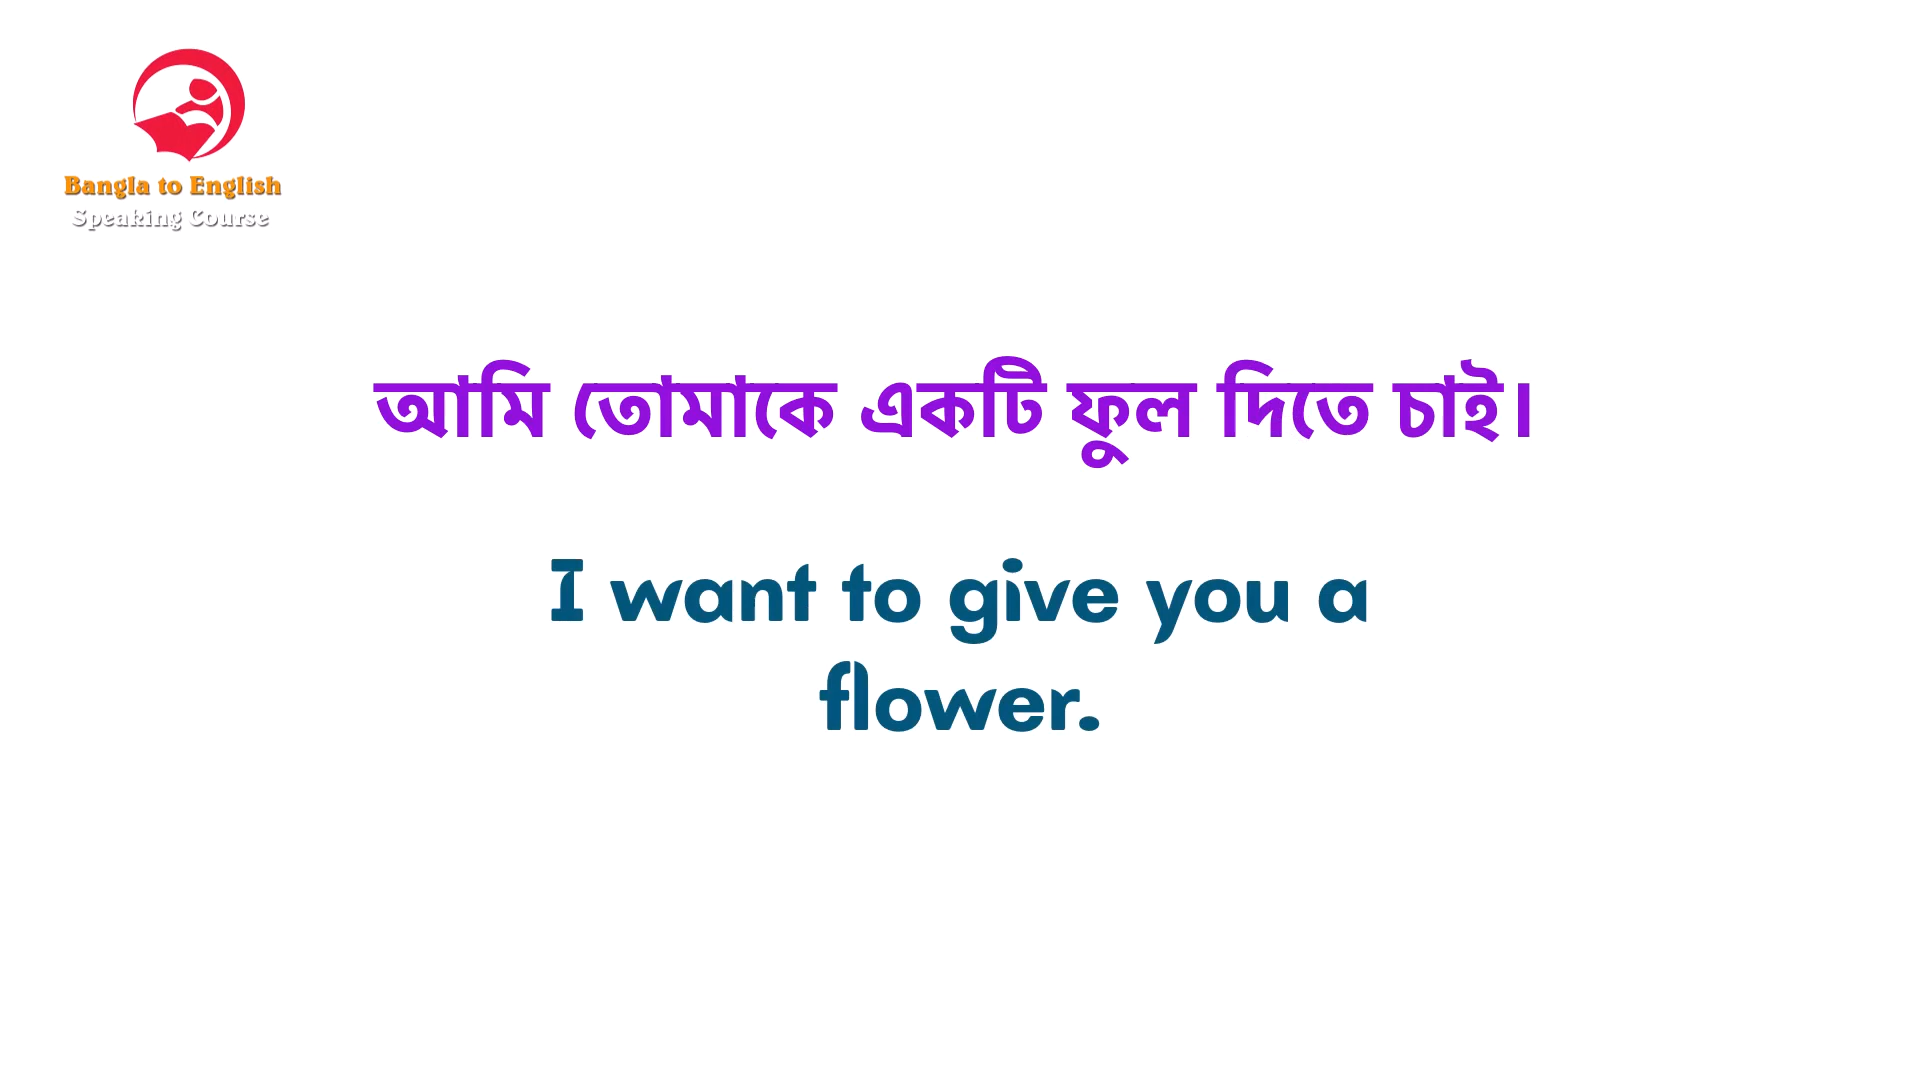 Bangla to English
Speaking Course
আমি তোমাকে একটি ফুল দিতে চাই।
I want to give you a
flower.